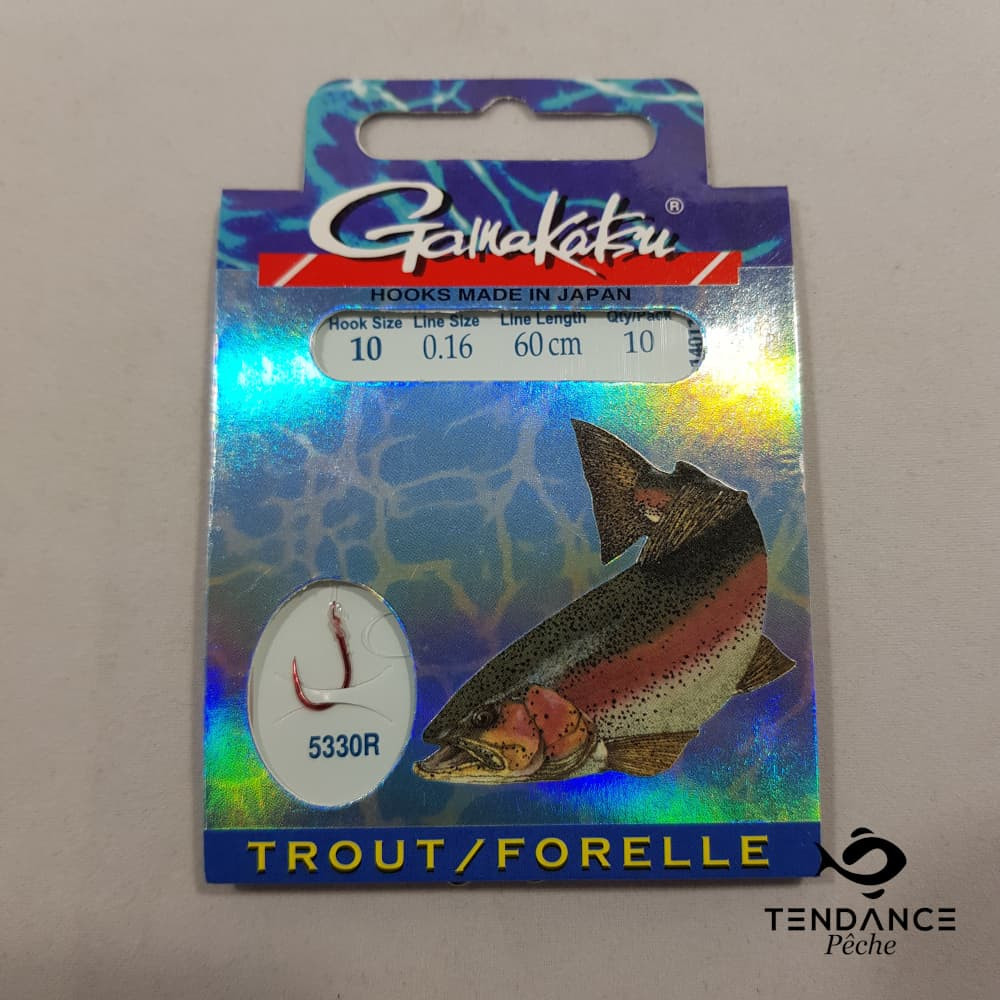 Gamakatsu ®
HOOKS MADE IN JAPAN
Hook Size Line Size Line Length Qty/Pack
10 0.16 60 cm 10
5330R
TROUT/FORELLE
TENDANCE
Pêche